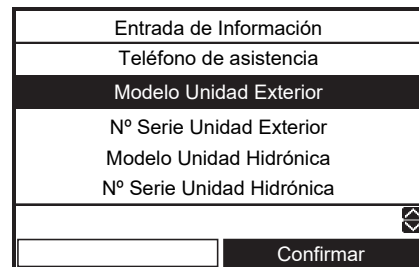 Entrada de Información
Teléfono de asistencia
Modelo Unidad Exterior
Nº Serie Unidad Exterior
Modelo Unidad Hidrónica
Nº Serie Unidad Hidrónica
Confirmar